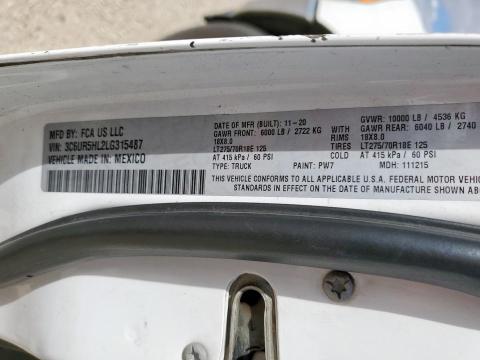 MFD BY: FCA US LLC
VIN: 3C6UR5HL2LG315487
VEHICLE MADE IN: MEXICO
DATE OF MFR (BUILT): 11-20
GAWR FRONT: 6000 LB / 2722 KG
18X8.0
LT275/70R18E 125
AT 415 kPa / 60 PSI
TYPE: TRUCK
PAINT: PW7
GVWR: 10000 LB / 4536 KG
WITH GAWR REAR: 6040 LB / 2740
RIMS 18X8.0
TIRES LT275/70R18E 125
COLD AT 415 kPa / 60 PSI
MDH: 111215
THIS VEHICLE CONFORMS TO ALL APPLICABLE U.S.A. FEDERAL MOTOR VEHIC
STANDARDS IN EFFECT ON THE DATE OF MANUFACTURE SHOWN ABO